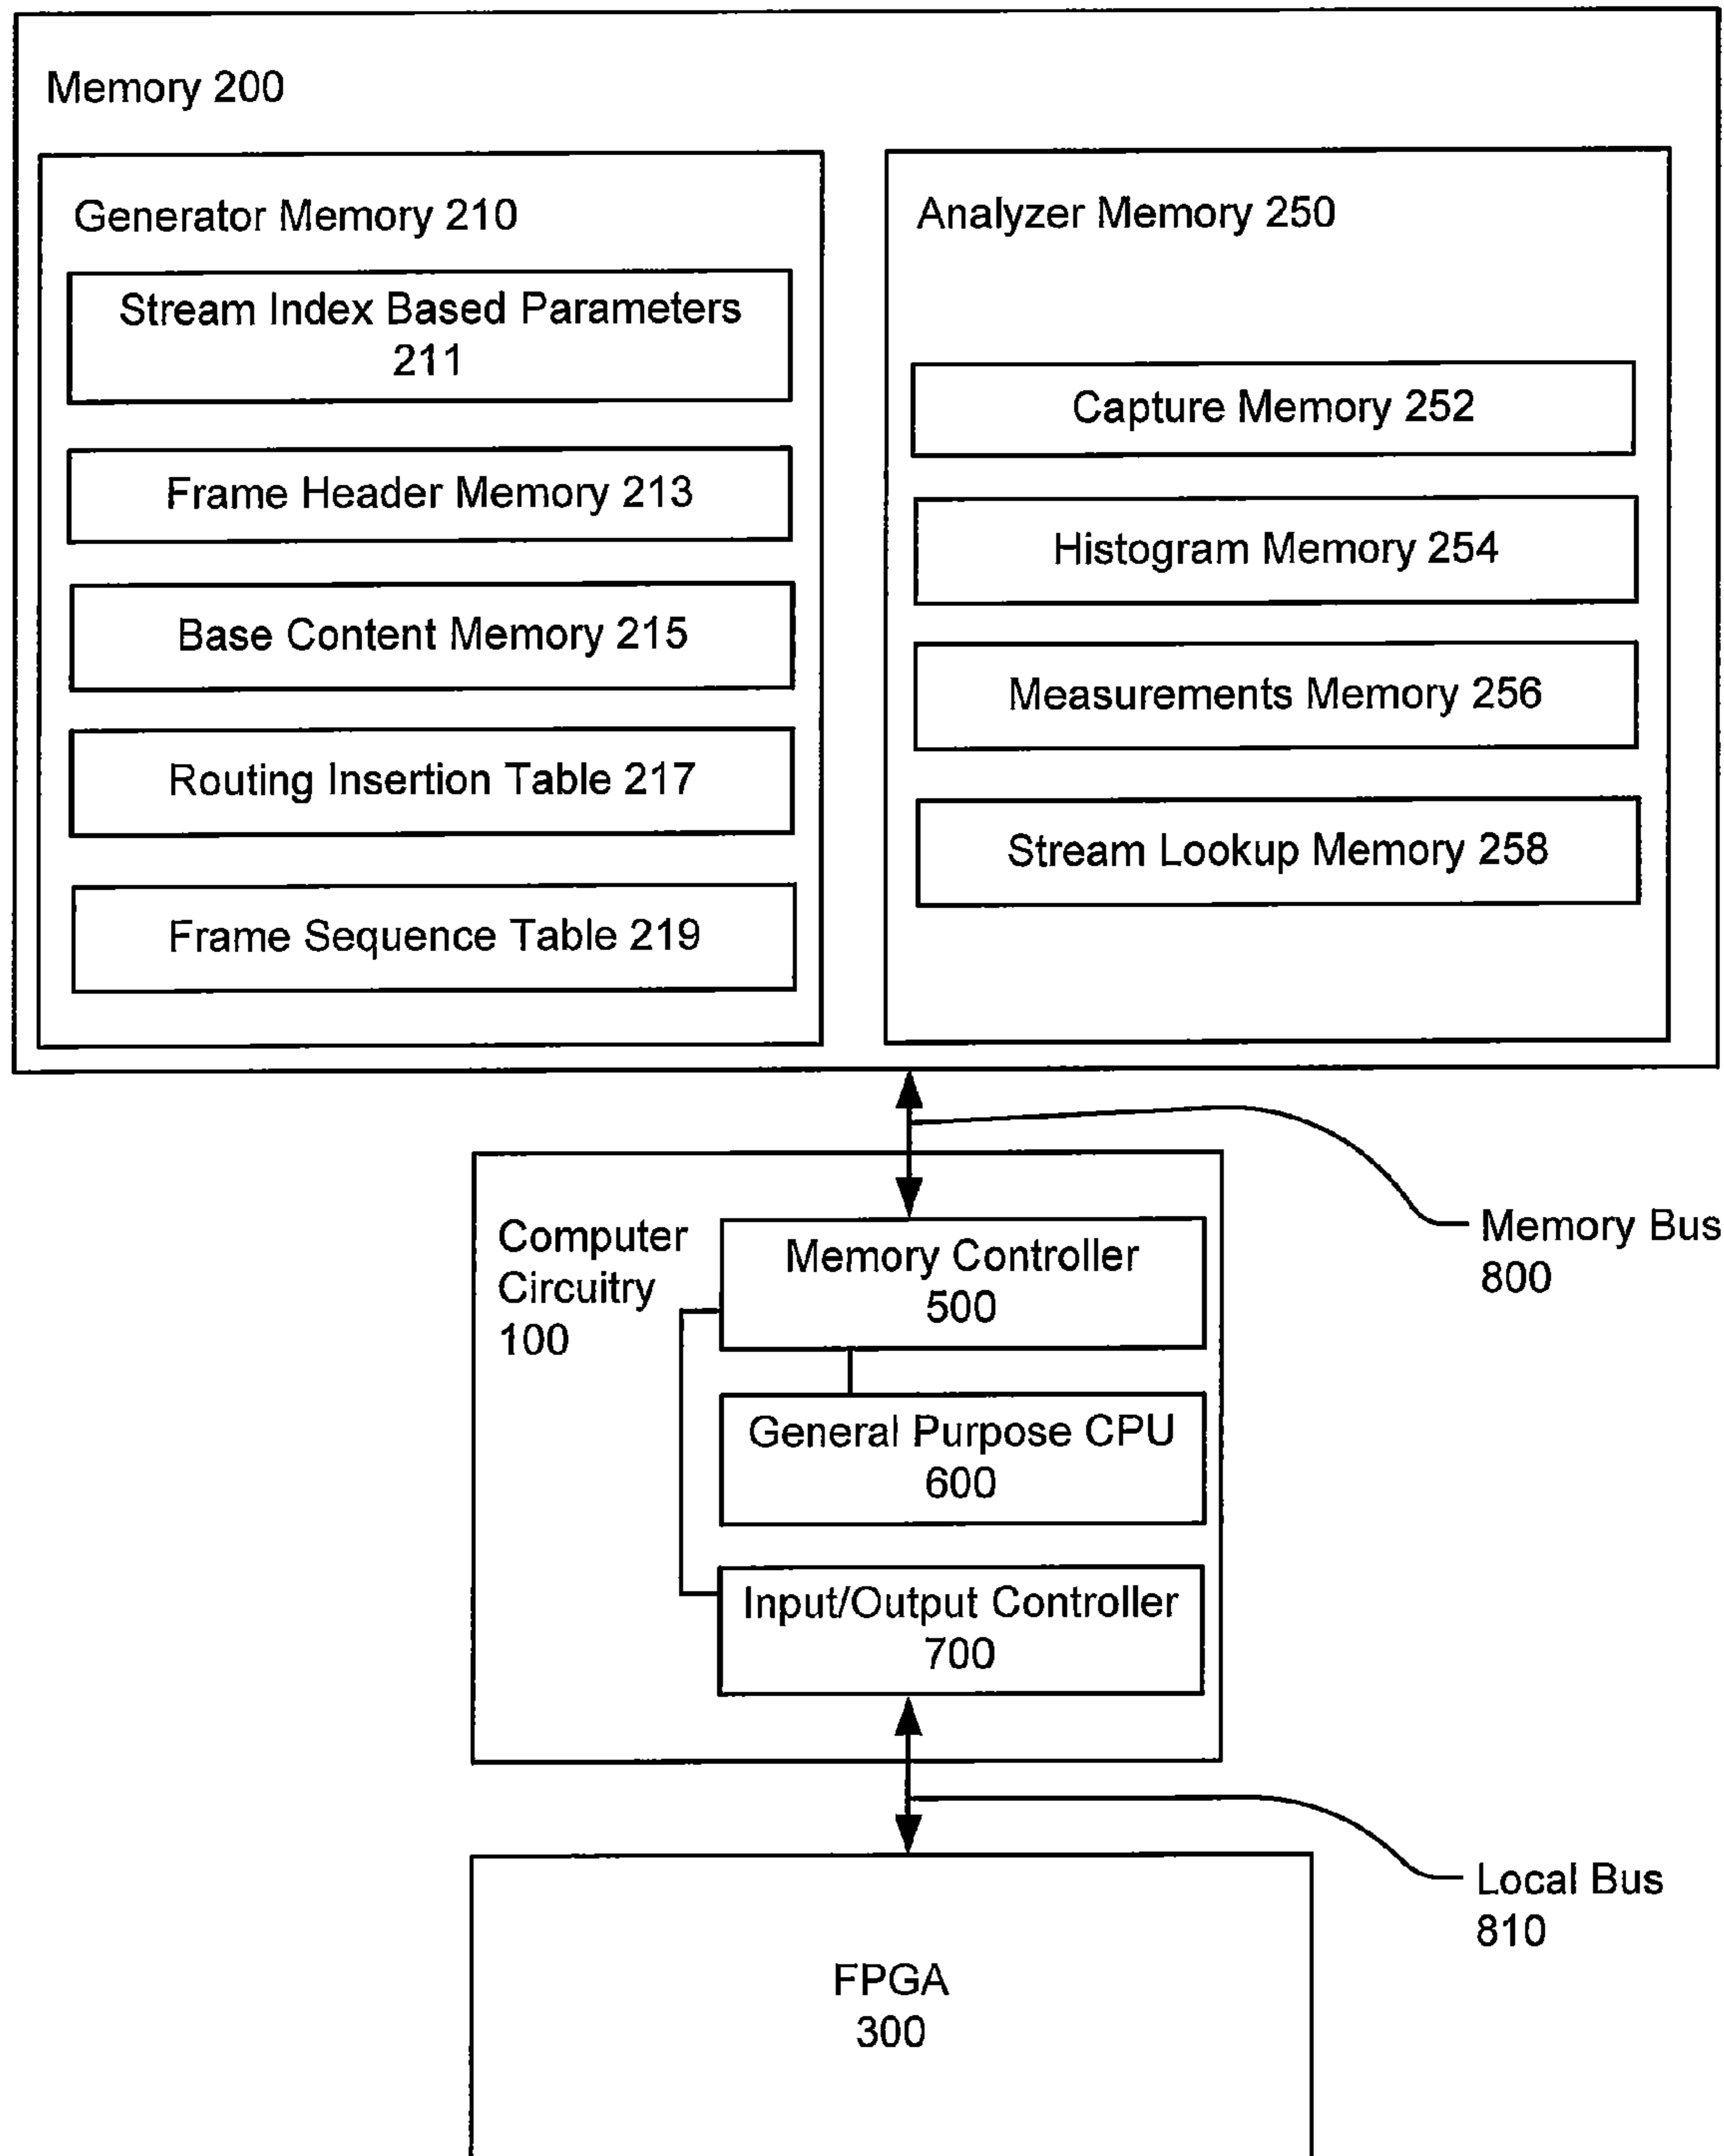 Memory 200
Generator Memory 210
Stream Index Based Parameters
211
Frame Header Memory 213
Base Content Memory 215
Routing Insertion Table 217
Frame Sequence Table 219
Analyzer Memory 250
Capture Memory 252
Histogram Memory 254
Measurements Memory 256
Stream Lookup Memory 258
Memory Bus
800
Computer
Circuitry
100
Memory Controller
500
General Purpose CPU
600
Input/Output Controller
700
Local Bus
810
FPGA
300